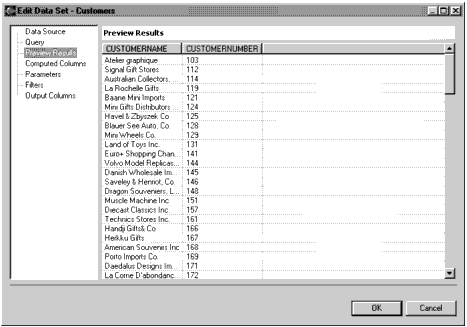 Edit Data Set - Customers
Data Source
Query
Preview Results
Computed Columns
Parameters
Filters
Output Columns
Preview Results
CUSTOMERNAME CUSTOMERNUMBER
Atelier graphique 103
Signal Gift Stores 112
Australian Collectors, ... 114
La Rochelle Gifts 119
Baane Mini Imports 121
Mini Gifts Distributors ... 124
Havel & Zbyszek Co 125
Blauer See Auto, Co. 128
Mini Wheels Co. 129
Land of Toys Inc. 131
Euro+ Shopping Chan... 141
Volvo Model Replicas... 144
Danish Wholesale Im... 145
Saveley & Henriot, Co. 146
Dragon Souveniers, L... 148
Muscle Machine Inc 151
Diecast Classics Inc. 157
Technics Stores Inc. 161
Handji Gifts& Co 166
Herkku Gifts 167
American Souvenirs Inc 168
Porto Imports Co. 169
Daedalus Designs Im... 171
La Corne D'abondanc... 172
OK Cancel